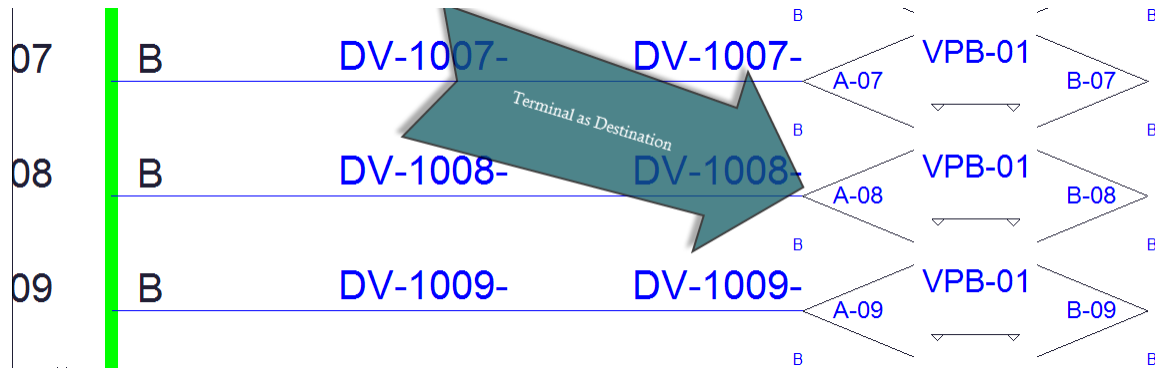 B B
07 B DV-1007- DV-1007- VPB-01
A-07 B-07
Terminal as Destination
B B
08 B DV-1008- DV-1008- VPB-01
A-08 B-08
B B
09 B DV-1009- DV-1009- VPB-01
A-09 B-09
B B